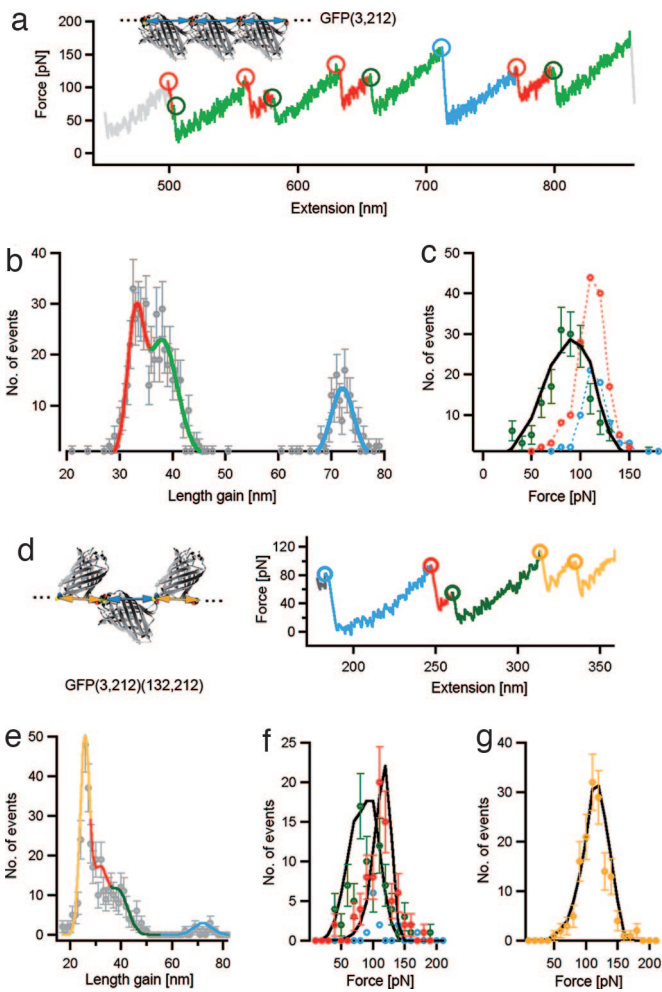 a
GFP(3,212)
Force [pN]
200
150
100
50
0
500 600 700 800
Extension [nm]
b
No. of events
40
30
20
10
20 30 40 50 60 70 80
Length gain [nm]
c
No. of events
50
40
30
20
10
0 50 100 150
Force [pN]
d
GFP(3,212)(132,212)
Force [pN]
120
80
40
0
200 250 300 350
Extension [nm]
e
No. of events
50
40
30
20
10
0
20 30 40 50 60 70 80
Length gain [nm]
f
No. of events
25
20
15
10
5
0
50 100 150 200
Force [pN]
g
No. of events
40
30
20
10
0
50 100 150 200
Force [pN]